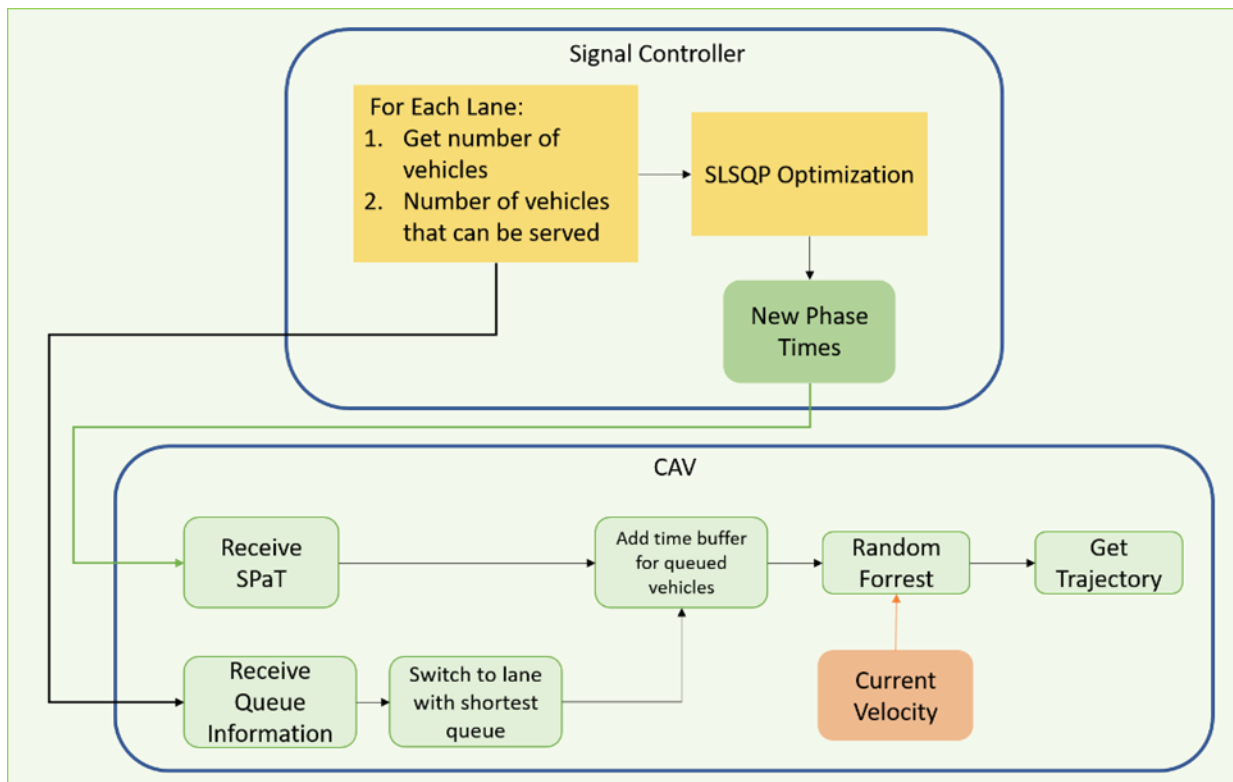 Signal Controller
For Each Lane:
1. Get number of
vehicles
2. Number of vehicles
that can be served
SLSQP Optimization
New Phase
Times
CAV
Receive
SPaT
Add time buffer
for queued
vehicles
Random
Forrest
Get
Trajectory
Receive
Queue
Information
Switch to lane
with shortest
queue
Current
Velocity